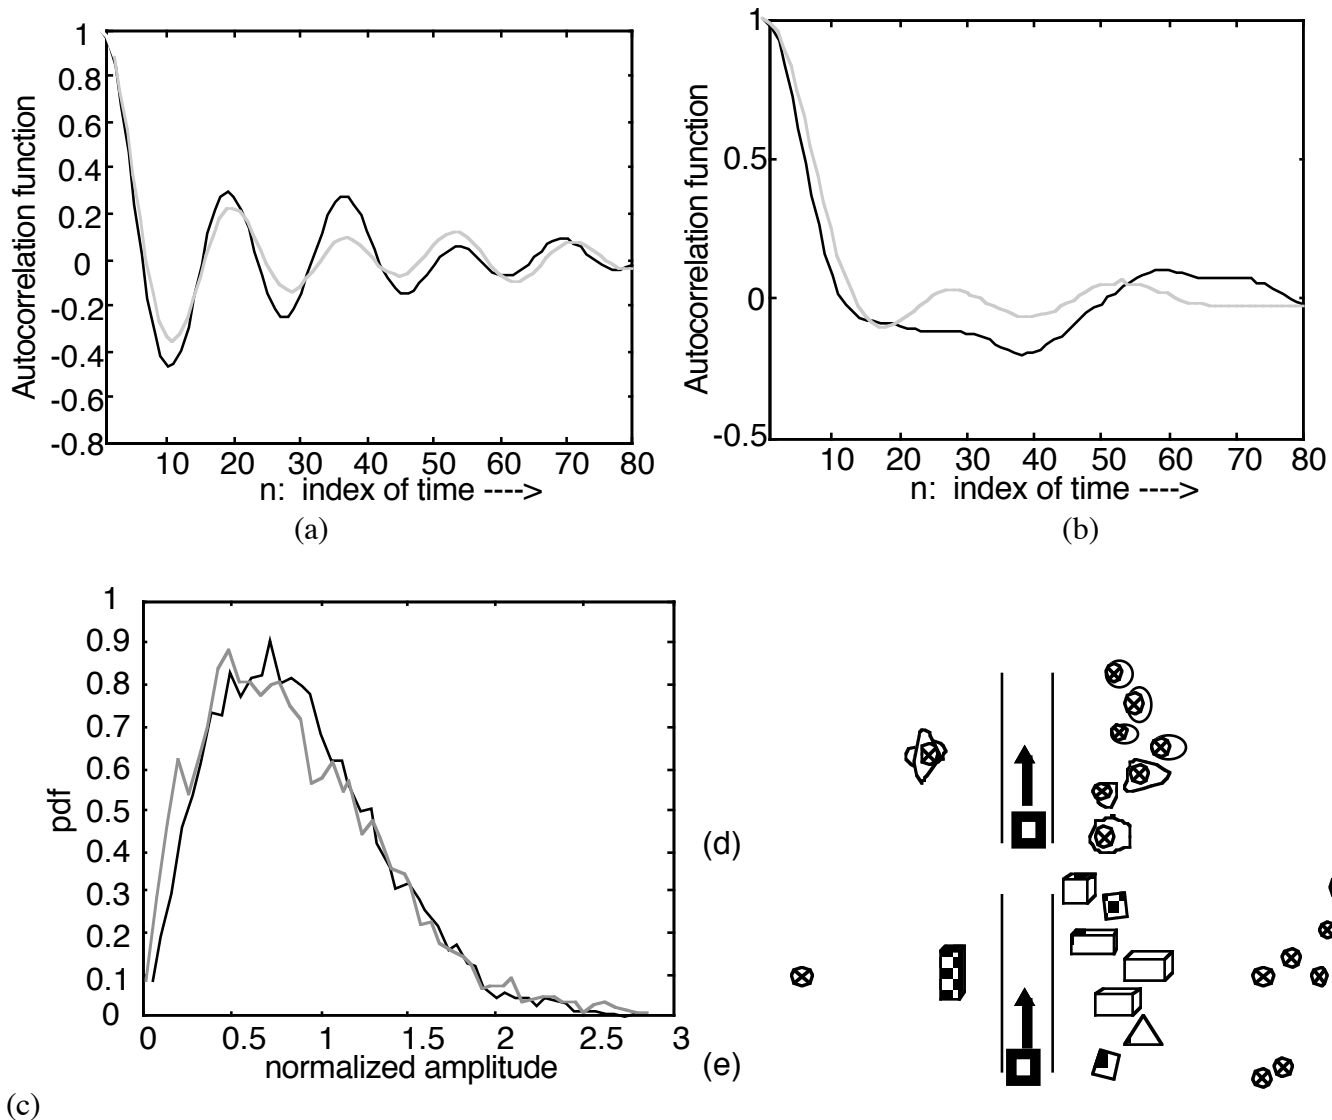 1
0.8
0.6
0.4
0.2
0
-0.2
-0.4
-0.6
-0.8
Autocorrelation function
10 20 30 40 50 60 70 80
n: index of time ---->
(a)
1
0.5
0
-0.5
Autocorrelation function
10 20 30 40 50 60 70 80
n: index of time ---->
(b)
1
0.9
0.8
0.7
0.6
0.5
0.4
0.3
0.2
0.1
0
pdf
0 0.5 1 1.5 2 2.5 3
normalized amplitude
(c)
(d)
(e)